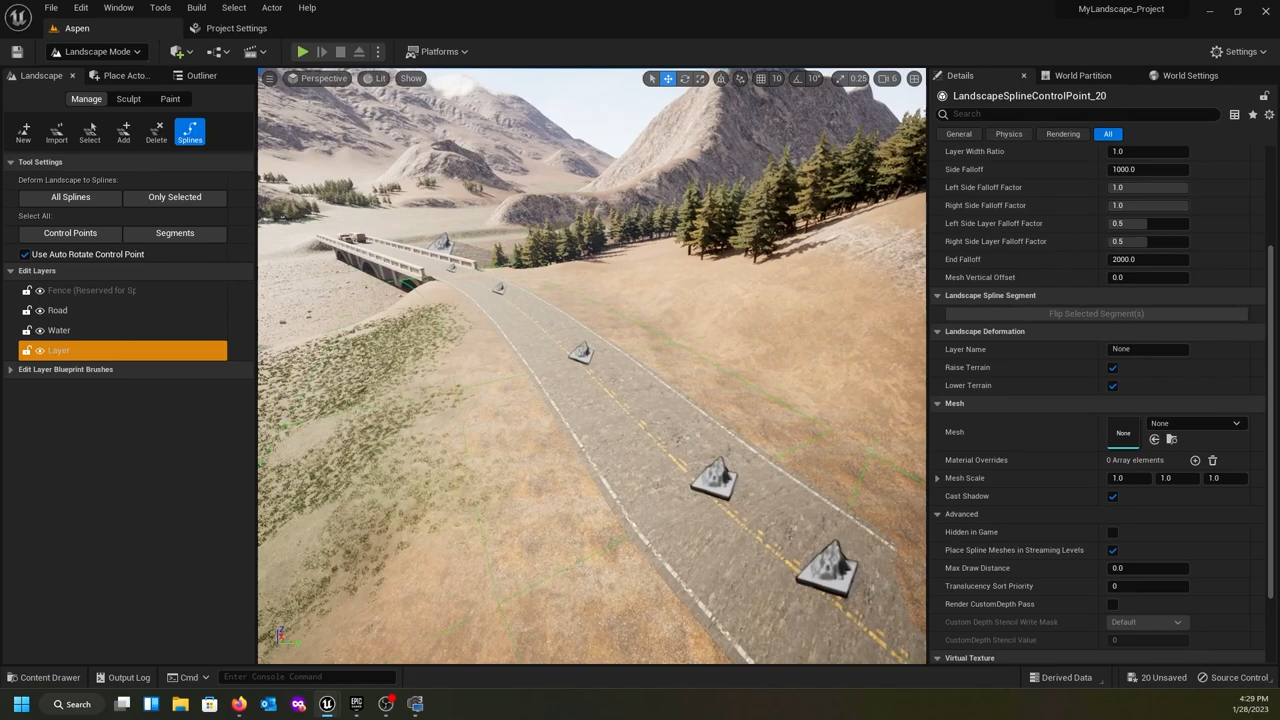 File Edit Window Tools Build Select Actor Help
MyLandscape_Project
Aspen
Project Settings
Landscape Mode
Platforms
Settings
Landscape
Place Acto...
Outliner
Manage Sculpt Paint
New Import Select Add Delete Splines
Tool Settings
Deform Landscape to Splines:
All Splines Only Selected
Select All:
Control Points Segments
Use Auto Rotate Control Point
Edit Layers
Fence (Reserved for Sp
Road
Water
Layer
Edit Layer Blueprint Brushes
Perspective Lit Show
10 10° 0.25 6
Details World Partition World Settings
LandscapeSplineControlPoint_20
Search
General Physics Rendering All
Layer Width Ratio 1.0
Side Falloff 1000.0
Left Side Falloff Factor 1.0
Right Side Falloff Factor 1.0
Left Side Layer Falloff Factor 0.5
Right Side Layer Falloff Factor 0.5
End Falloff 2000.0
Mesh Vertical Offset 0.0
Landscape Spline Segment
Flip Selected Segment(s)
Landscape Deformation
Layer Name None
Raise Terrain
Lower Terrain
Mesh
Mesh None None
Material Overrides 0 Array elements
Mesh Scale 1.0 1.0 1.0
Cast Shadow
Advanced
Hidden in Game
Place Spline Meshes in Streaming Levels
Max Draw Distance 0.0
Translucency Sort Priority 0
Render CustomDepth Pass
Custom Depth Stencil Write Mask Default
CustomDepth Stencil Value 0
Virtual Texture
Z
Content Drawer Output Log Cmd Enter Console Command
Derived Data 20 Unsaved Source Control
Search
EPIC
4:29 PM
1/28/2023